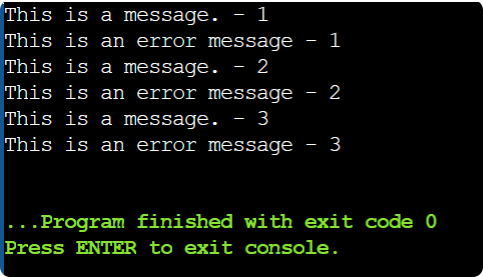 This is a message. - 1
This is an error message - 1
This is a message. - 2
This is an error message - 2
This is a message. - 3
This is an error message - 3
...Program finished with exit code 0
Press ENTER to exit console.